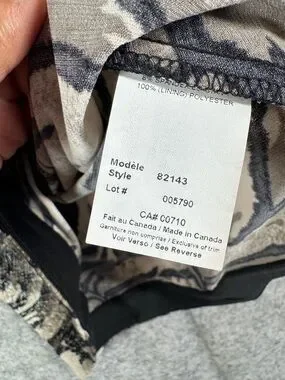 100% (LINING) POLYESTER
Modèle
Style 82143
Lot # 005790
CA# 00710
Fait au Canada / Made in Canada
Garniture non comprise / Exclusive of trim
Voir Verso / See Reverse